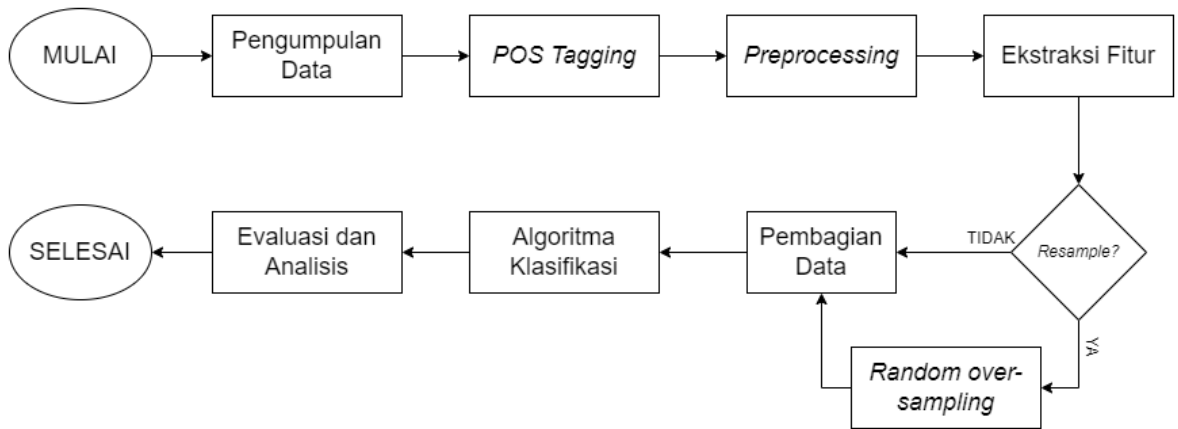 MULAI
Pengumpulan
Data
POS Tagging
Preprocessing
Ekstraksi Fitur
Resample?
TIDAK
YA
Random over-
sampling
Pembagian
Data
Algoritma
Klasifikasi
Evaluasi dan
Analisis
SELESAI